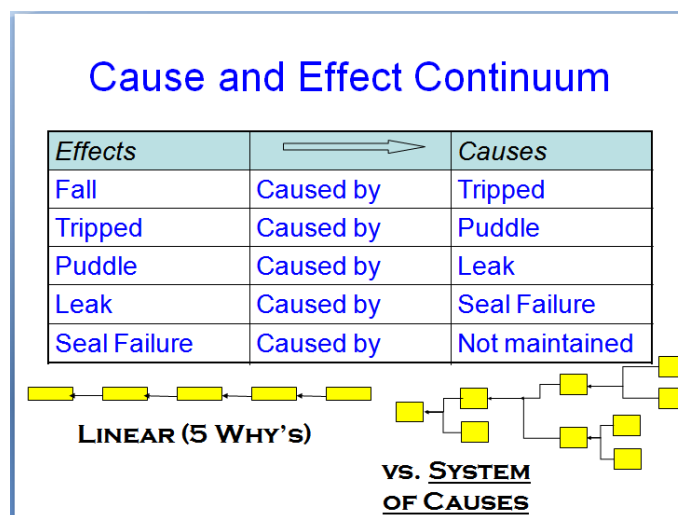 Cause and Effect Continuum
Effects Causes
Fall Caused by Tripped
Tripped Caused by Puddle
Puddle Caused by Leak
Leak Caused by Seal Failure
Seal Failure Caused by Not maintained
LINEAR (5 WHY'S)
VS. SYSTEM
OF CAUSES